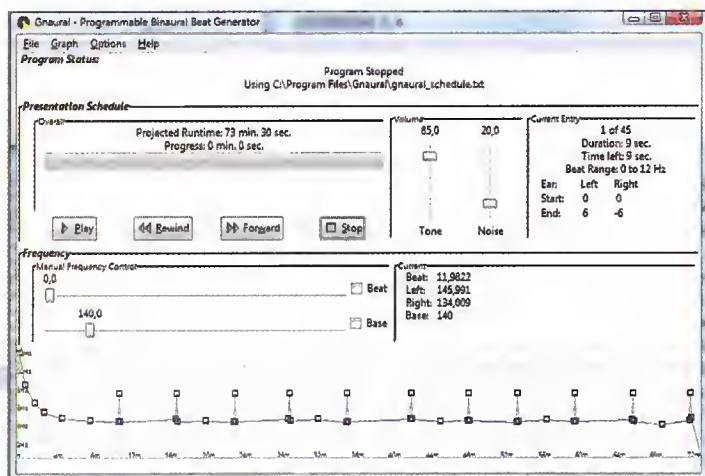 Gnaural - Programmable Binaural Beat Generator
File Graph Options Help
Program Status:
Program Stopped
Using C:\Program Files\Gnaural\gnaural_schedule.txt
Presentation Schedule
Overall
Projected Runtime: 73 min. 30 sec.
Progress: 0 min. 0 sec.
Play Rewind Forward Stop
Volume
85,0 20,0
Tone Noise
Current Entry
1 of 45
Duration: 9 sec.
Time left: 9 sec.
Beat Range: 0 to 12 Hz
Ear: Left Right
Start: 0 0
End: 6 -6
Frequency
Manual Frequency Control
0,0
Beat
140,0
Base
Current
Beat: 11,9822
Left: 145,991
Right: 134,009
Base: 140